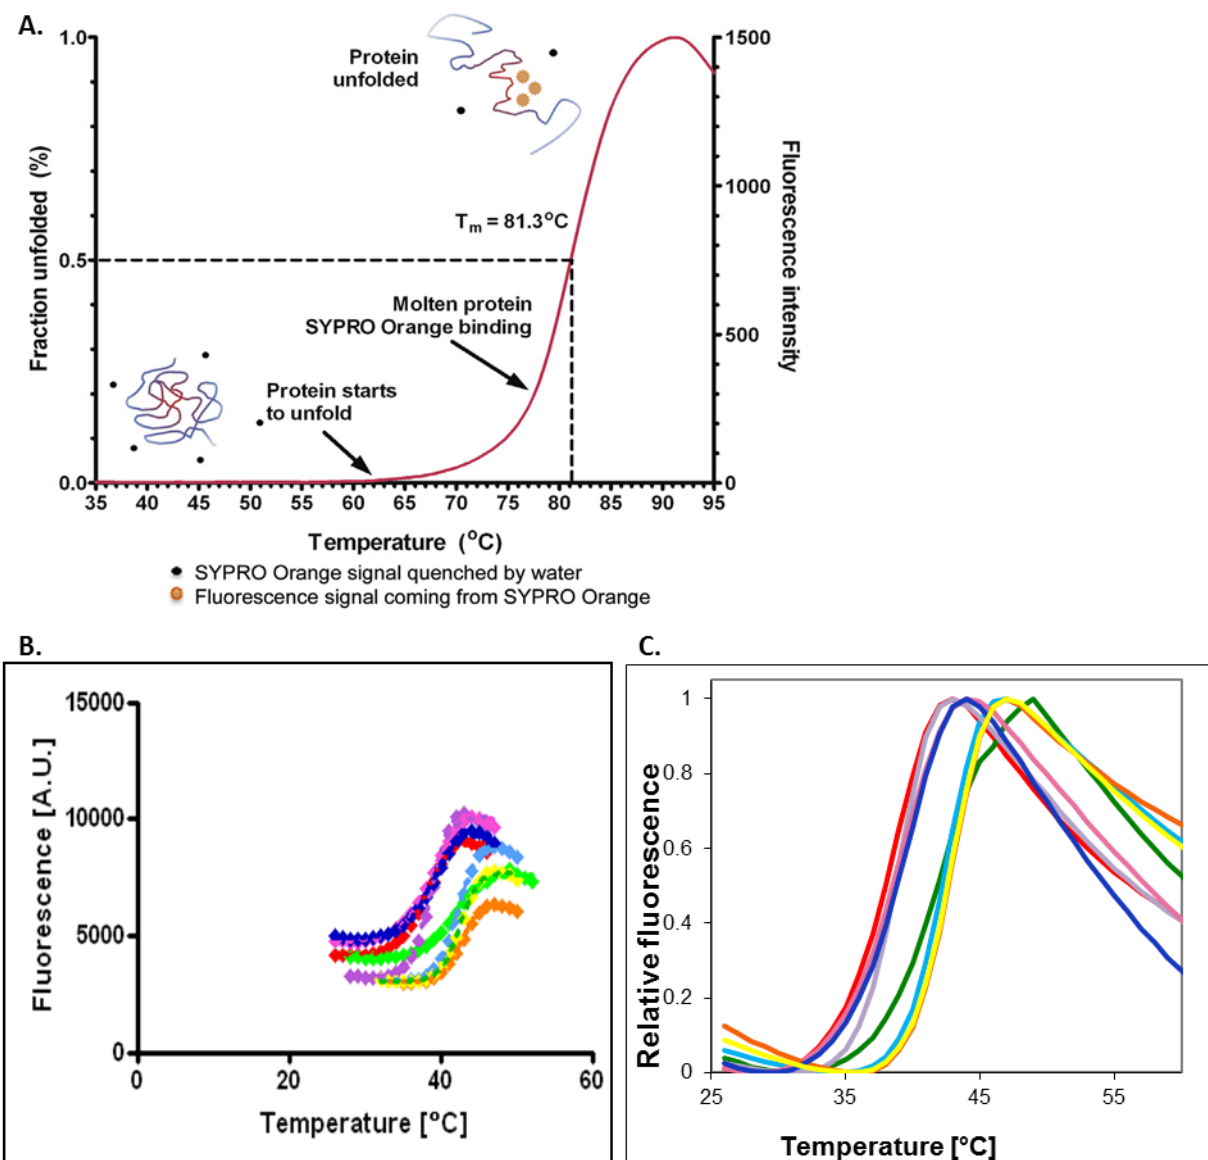 A.
Fraction unfolded (%)
1.0
0.5
0.0
Protein
unfolded
Tm = 81.3°C
Molten protein
SYPRO Orange binding
Protein starts
to unfold
1500
1000
500
0
Fluorescence intensity
35 40 45 50 55 60 65 70 75 80 85 90 95
Temperature (°C)
SYPRO Orange signal quenched by water
Fluorescence signal coming from SYPRO Orange
B.
Fluorescence [A.U.]
15000
10000
5000
0
0 20 40 60
Temperature [°C]
C.
Relative fluorescence
1
0.8
0.6
0.4
0.2
0
25 35 45 55
Temperature [°C]